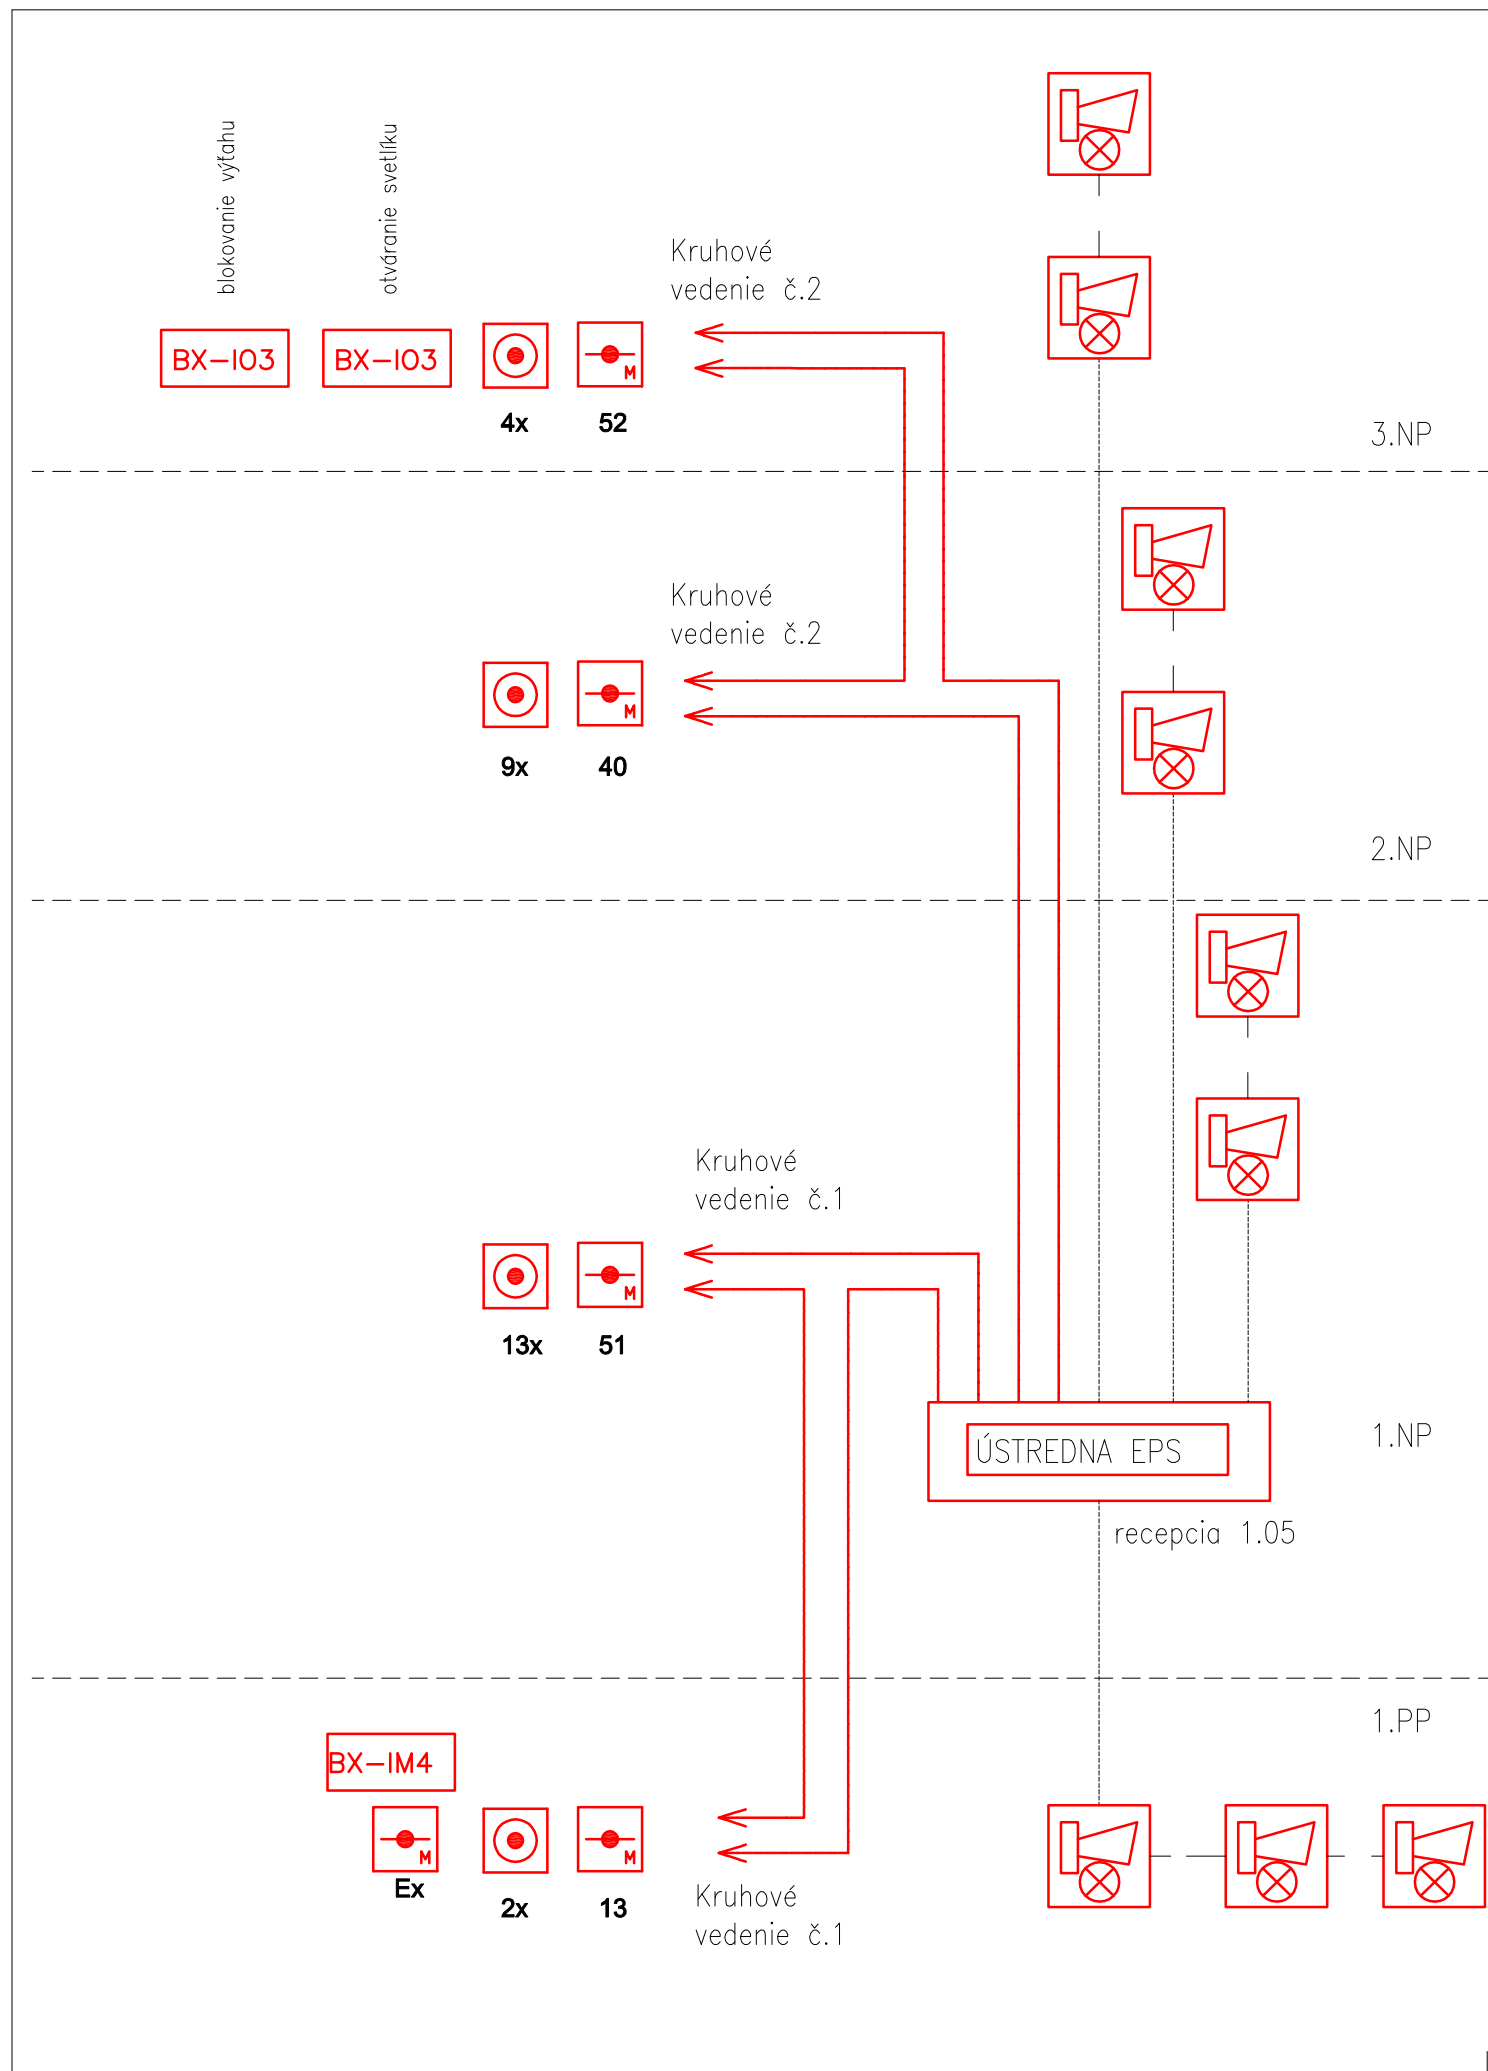 blokovanie výťahu
otváranie svetlíku
Kruhové
vedenie č.2
BX-IO3
BX-IO3
M
4x
52
3.NP
Kruhové
vedenie č.2
M
9x
40
2.NP
Kruhové
vedenie č.1
M
13x
51
ÚSTREDNA EPS
1.NP
recepcia 1.05
1.PP
BX-IM4
M
M
Ex
2x
13
Kruhové
vedenie č.1